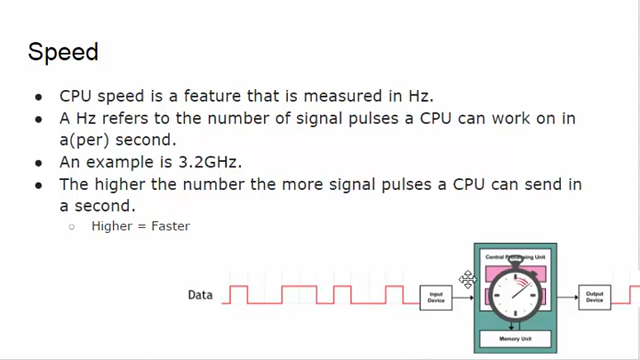 Speed
● CPU speed is a feature that is measured in Hz.
● A Hz refers to the number of signal pulses a CPU can work on in
a(per) second.
● An example is 3.2GHz.
● The higher the number the more signal pulses a CPU can send in
a second.
○ Higher = Faster
Data
Input
Device
Central Processing Unit
Memory Unit
Output
Device